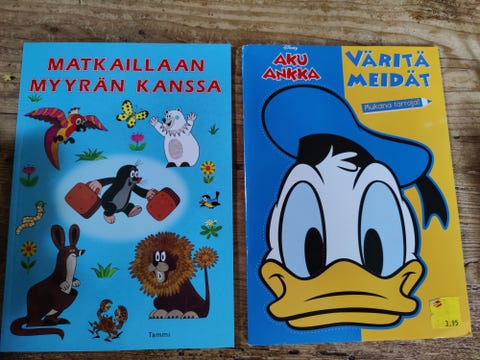 MATKAILLAAN
MYYRÄN KANSSA
Tammi
Disney
AKU
ANKKA
VÄRITÄ
MEIDÄT
Mukana tarroja!
3,95